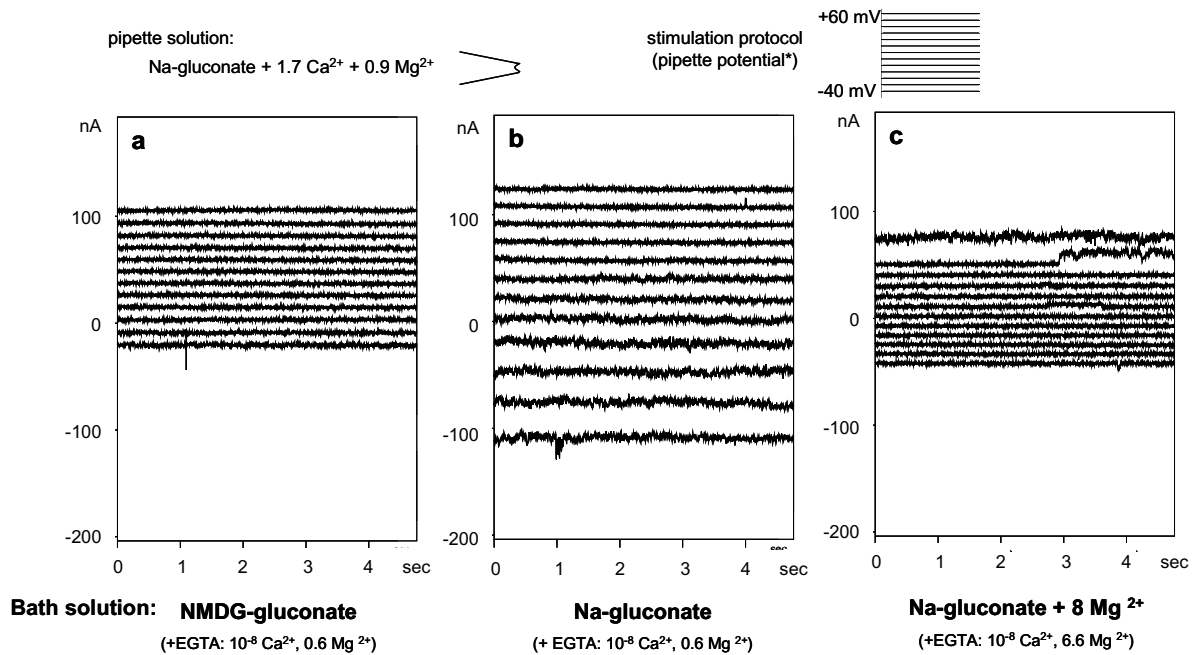 pipette solution:
Na-gluconate + 1.7 Ca2+ + 0.9 Mg2+
stimulation protocol
(pipette potential*)
+60 mV
-40 mV
nA
a
100
0
-100
-200
0 1 2 3 4 sec
nA
b
100
0
-100
-200
sec
0 1 2 3 4 sec
nA
c
100
0
-100
-200
0 1 2 3 4 sec
Bath solution:
NMDG-gluconate
(+EGTA: 10-8 Ca2+, 0.6 Mg 2+)
Na-gluconate
(+ EGTA: 10-8 Ca2+, 0.6 Mg 2+)
Na-gluconate + 8 Mg 2+
(+EGTA: 10-8 Ca2+, 6.6 Mg 2+)